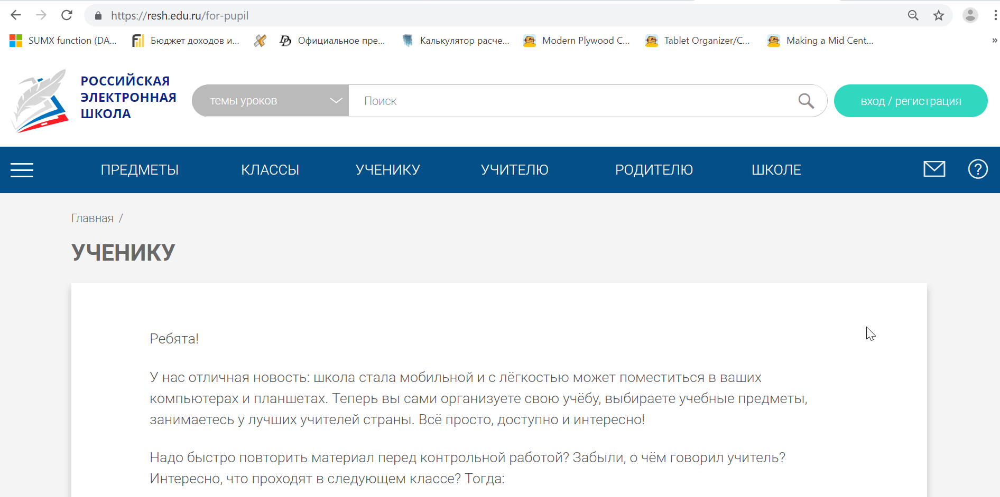 https://resh.edu.ru/for-pupil
SUMX function (DA... Бюджет доходов и... Официальное пре... Калькулятор расче... Modern Plywood C... Tablet Organizer/C... Making a Mid Cent... »
РОССИЙСКАЯ
ЭЛЕКТРОННАЯ
ШКОЛА
темы уроков Поиск вход / регистрация
ПРЕДМЕТЫ КЛАССЫ УЧЕНИКУ УЧИТЕЛЮ РОДИТЕЛЮ ШКОЛЕ ?
Главная /
УЧЕНИКУ
Ребята!
У нас отличная новость: школа стала мобильной и с лёгкостью может поместиться в ваших
компьютерах и планшетах. Теперь вы сами организуете свою учёбу, выбираете учебные предметы,
занимаетесь у лучших учителей страны. Всё просто, доступно и интересно!
Надо быстро повторить материал перед контрольной работой? Забыли, о чём говорил учитель?
Интересно, что проходят в следующем классе? Тогда: